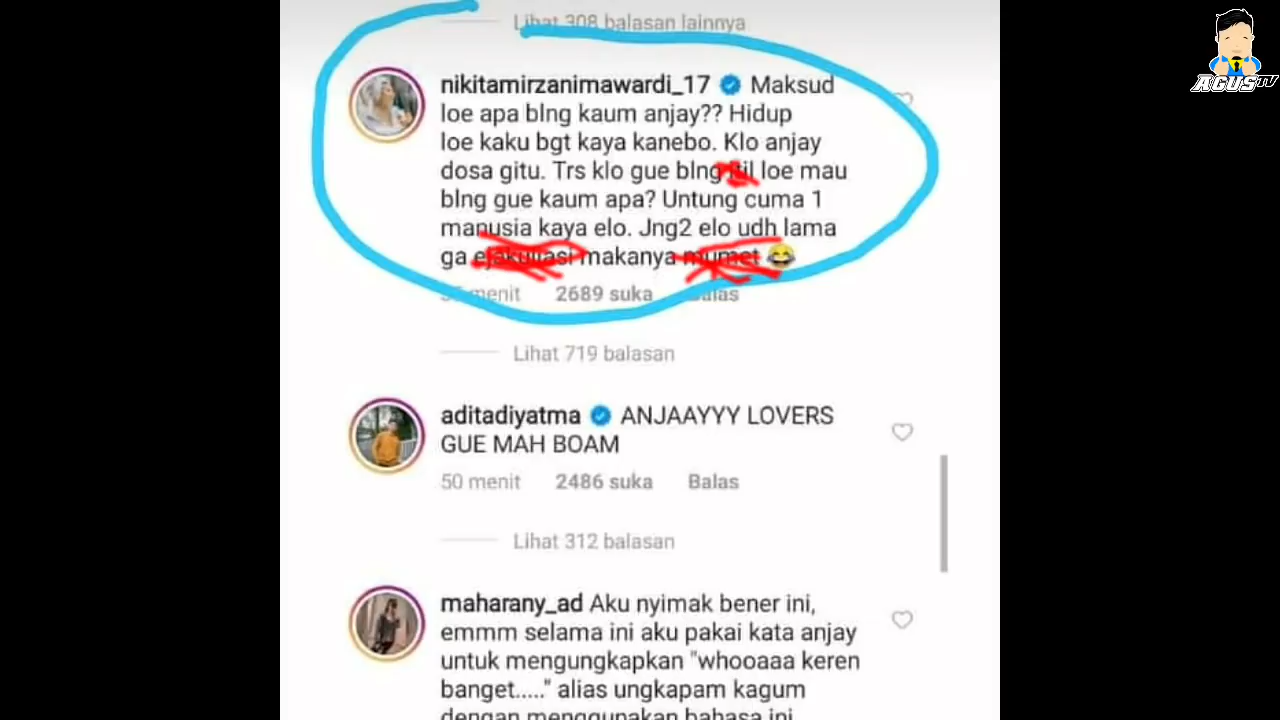 Lihat 308 balasan lainnya
AGUSTV
nikitamirzanimawardi_17 Maksud
loe apa blng kaum anjay?? Hidup
loe kaku bgt kaya kanebo. Klo anjay
dosa gitu. Trs klo gue blng loe mau
blng gue kaum apa? Untung cuma 1
manusia kaya elo. Jng2 elo udh lama
ga makanya mumet 😂
menit 2689 suka Balas
Lihat 719 balasan
aditadiyatma ANJAAYYY LOVERS
GUE MAH BOAM
50 menit 2486 suka Balas
Lihat 312 balasan
maharany_ad Aku nyimak bener ini,
emmm selama ini aku pakai kata anjay
untuk mengungkapkan "whooaaa keren
banget....." alias ungkapam kagum
dengan menggunakan bahasa ini